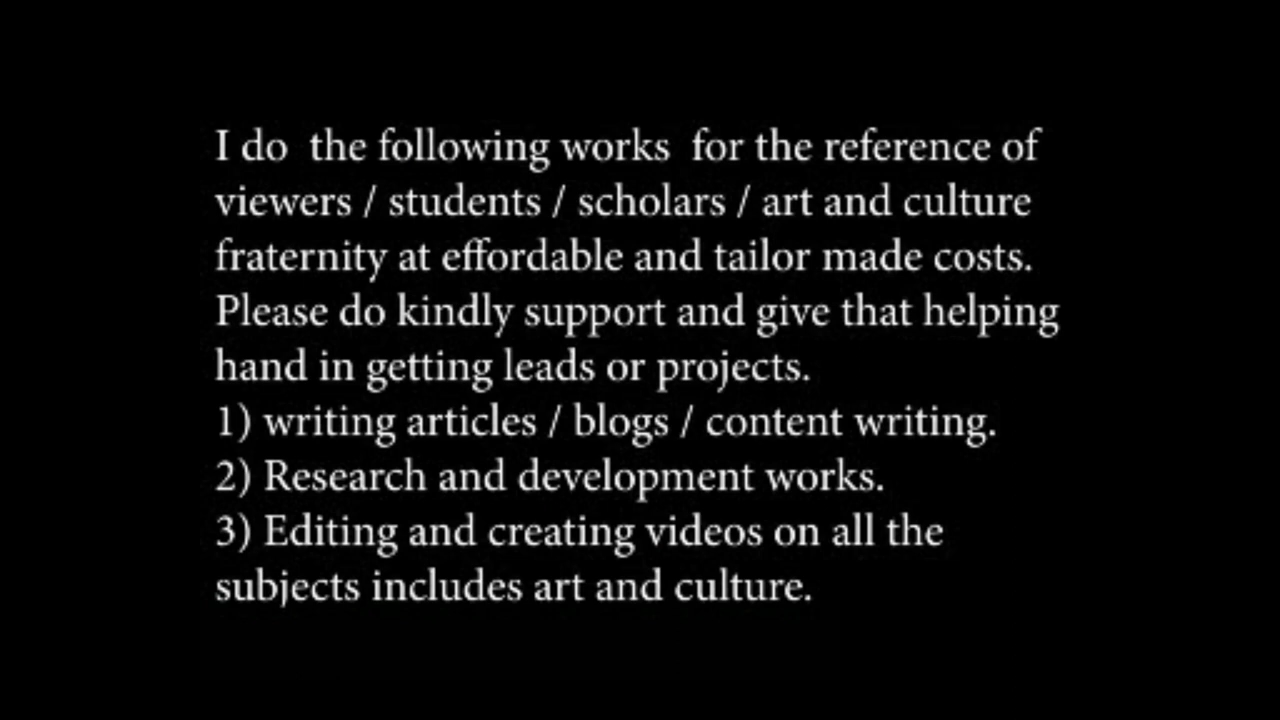 I do  the following works  for the reference of
viewers / students / scholars / art and culture
fraternity at effordable and tailor made costs.
Please do kindly support and give that helping
hand in getting leads or projects.
1) writing articles / blogs / content writing.
2) Research and development works.
3) Editing and creating videos on all the
subjects includes art and culture.